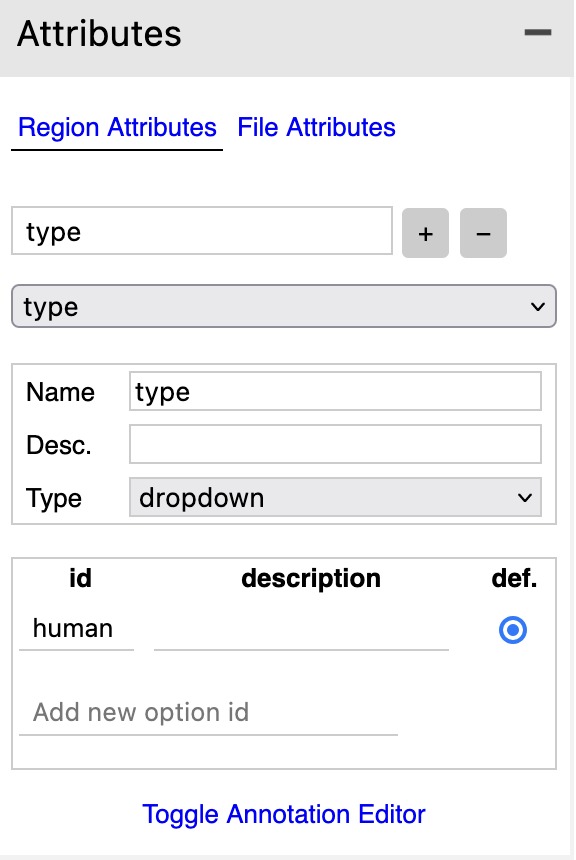 Attributes
Region Attributes File Attributes
type + −
type
Name type
Desc.
Type dropdown
id description def.
human
Add new option id
Toggle Annotation Editor